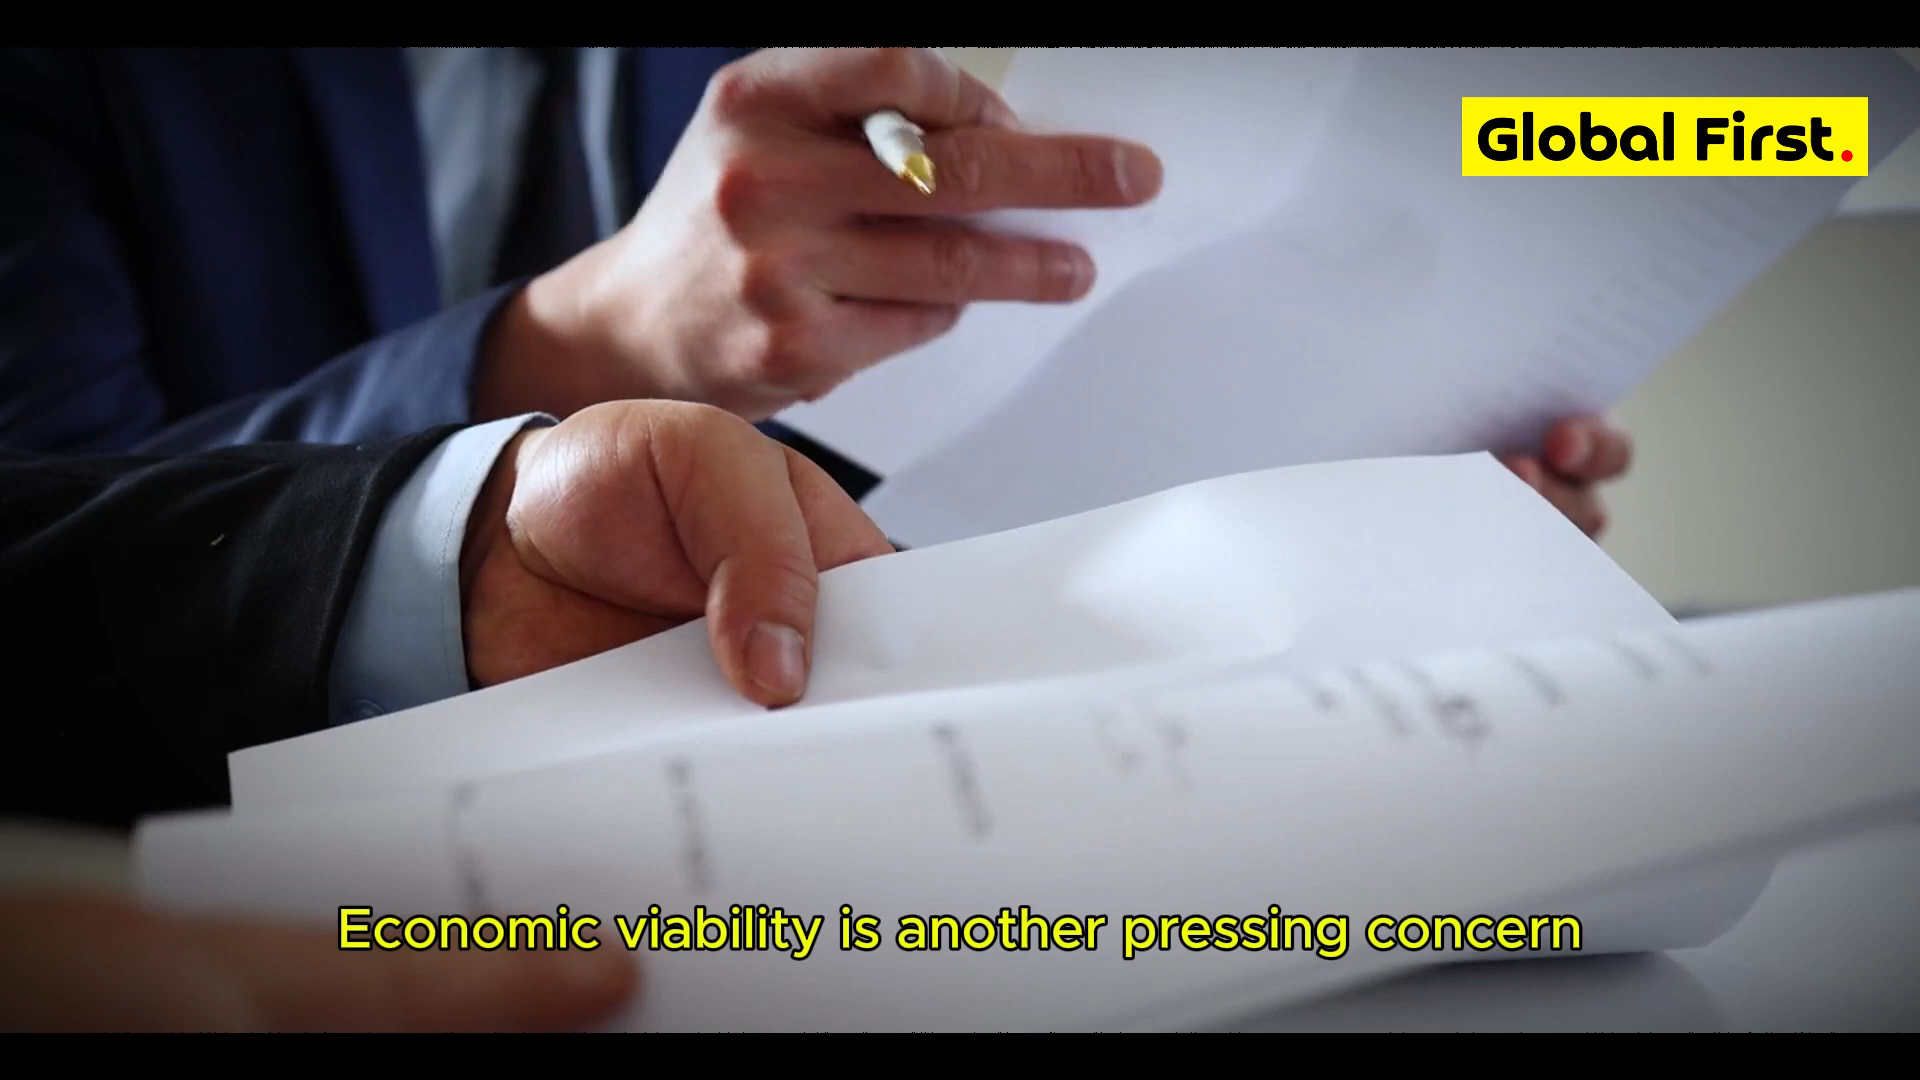 Global First.
Economic viability is another pressing concern